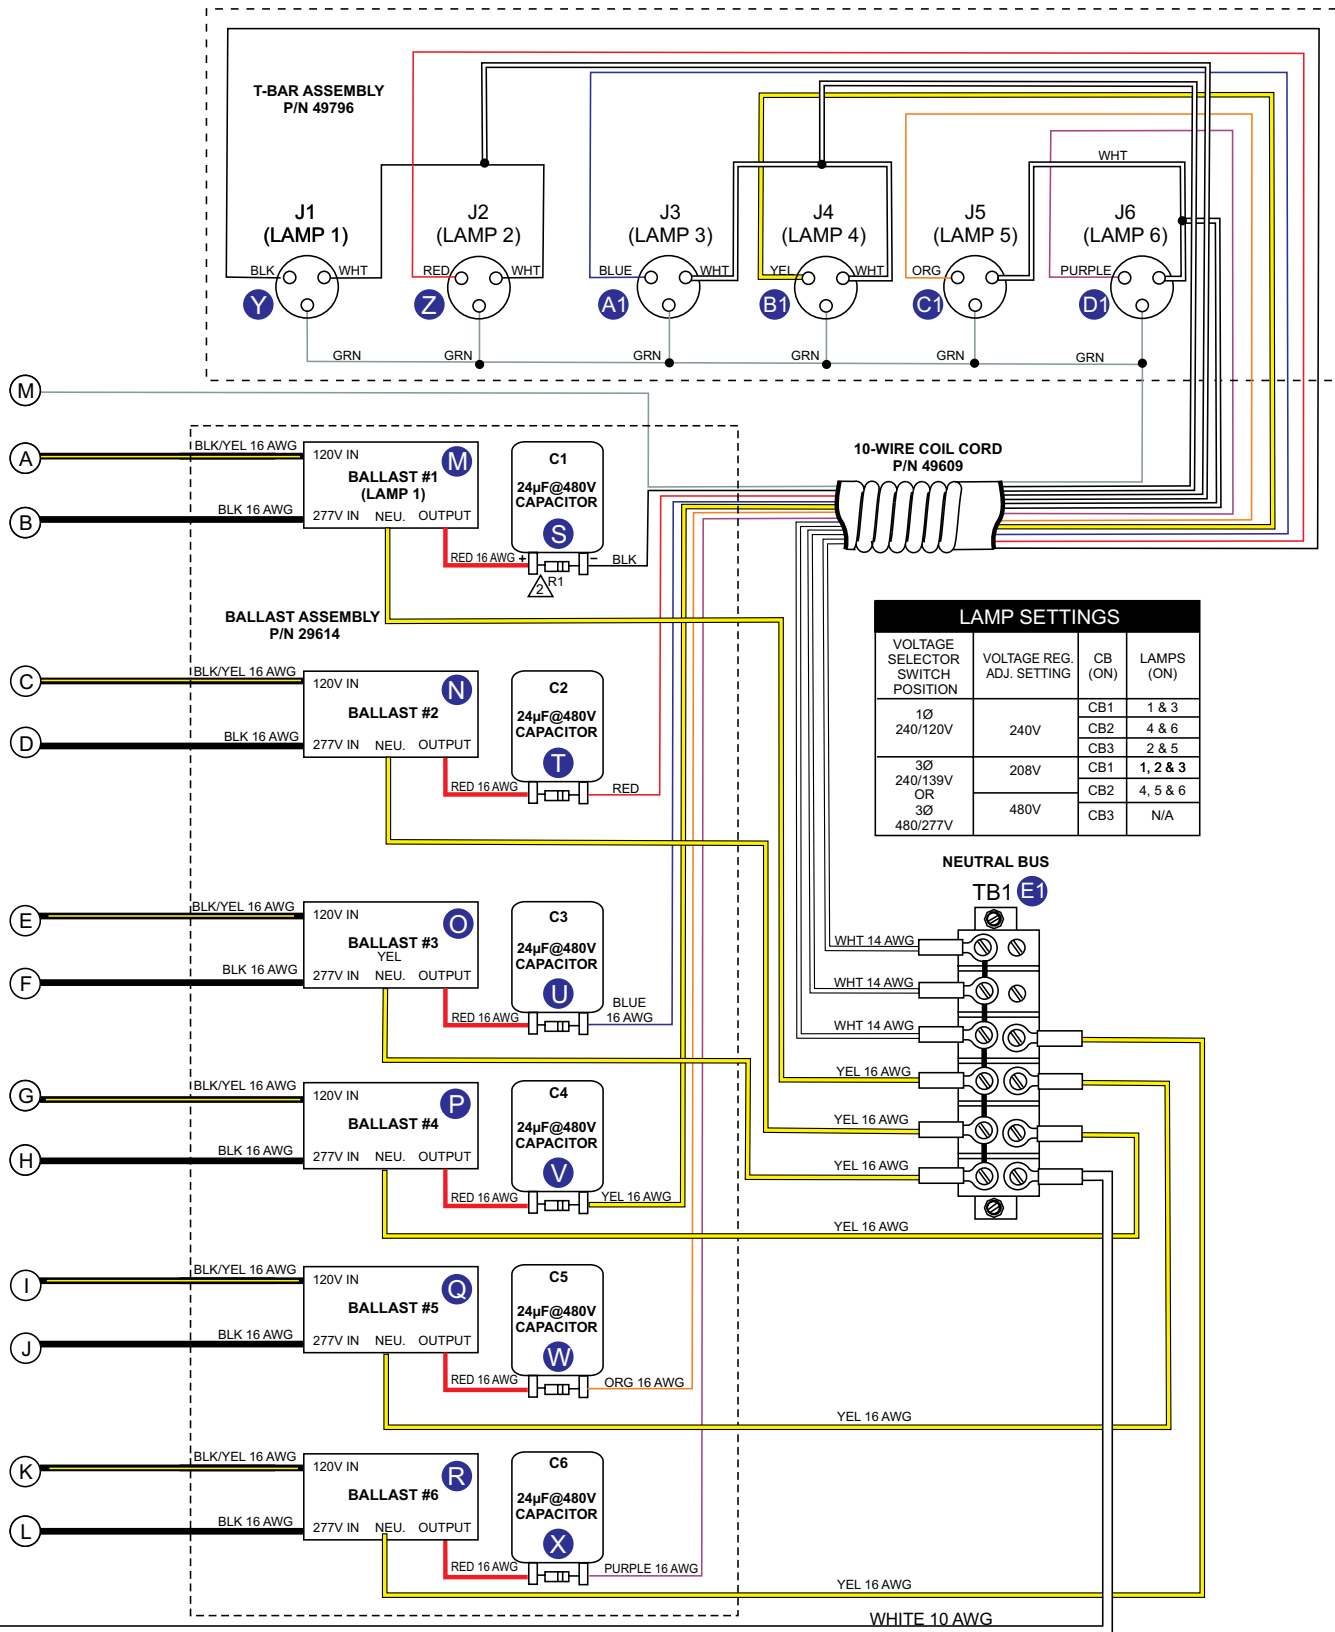 T-BAR ASSEMBLY
P/N 49796
WHT
J1
(LAMP 1)
J2
(LAMP 2)
J3
(LAMP 3)
J4
(LAMP 4)
J5
(LAMP 5)
J6
(LAMP 6)
BLK
WHT
RED
WHT
BLUE
WHT
YEL
WHT
ORG
PURPLE
Y
Z
A1
B1
C1
D1
GRN
GRN
GRN
GRN
GRN
GRN
M
A
BLK/YEL 16 AWG
120V IN
M
BALLAST #1
(LAMP 1)
B
BLK 16 AWG
277V IN
NEU.
OUTPUT
C1
24µF@480V
CAPACITOR
S
RED 16 AWG
+
–
BLK
2
R1
10-WIRE COIL CORD
P/N 49609
BALLAST ASSEMBLY
P/N 29614
C
BLK/YEL 16 AWG
120V IN
N
BALLAST #2
D
BLK 16 AWG
277V IN
NEU.
OUTPUT
C2
24µF@480V
CAPACITOR
T
RED 16 AWG
RED
LAMP SETTINGS
VOLTAGE
SELECTOR
SWITCH
POSITION
VOLTAGE REG.
ADJ. SETTING
CB
(ON)
LAMPS
(ON)
1Ø
240/120V
240V
CB1
1 & 3
CB2
4 & 6
CB3
2 & 5
3Ø
240/139V
OR
3Ø
480/277V
208V
480V
CB1
1, 2 & 3
CB2
4, 5 & 6
CB3
N/A
NEUTRAL BUS
TB1
E1
E
BLK/YEL 16 AWG
120V IN
O
BALLAST #3
YEL
F
BLK 16 AWG
277V IN
NEU.
OUTPUT
C3
24µF@480V
CAPACITOR
U
RED 16 AWG
BLUE
16 AWG
WHT 14 AWG
WHT 14 AWG
WHT 14 AWG
YEL 16 AWG
YEL 16 AWG
YEL 16 AWG
G
BLK/YEL 16 AWG
120V IN
P
BALLAST #4
H
BLK 16 AWG
277V IN
NEU.
OUTPUT
C4
24µF@480V
CAPACITOR
V
RED 16 AWG
YEL 16 AWG
YEL 16 AWG
I
BLK/YEL 16 AWG
120V IN
Q
BALLAST #5
J
BLK 16 AWG
277V IN
NEU.
OUTPUT
C5
24µF@480V
CAPACITOR
W
RED 16 AWG
ORG 16 AWG
YEL 16 AWG
K
BLK/YEL 16 AWG
120V IN
R
BALLAST #6
L
BLK 16 AWG
277V IN
NEU.
OUTPUT
C6
24µF@480V
CAPACITOR
X
RED 16 AWG
PURPLE 16 AWG
YEL 16 AWG
WHITE 10 AWG